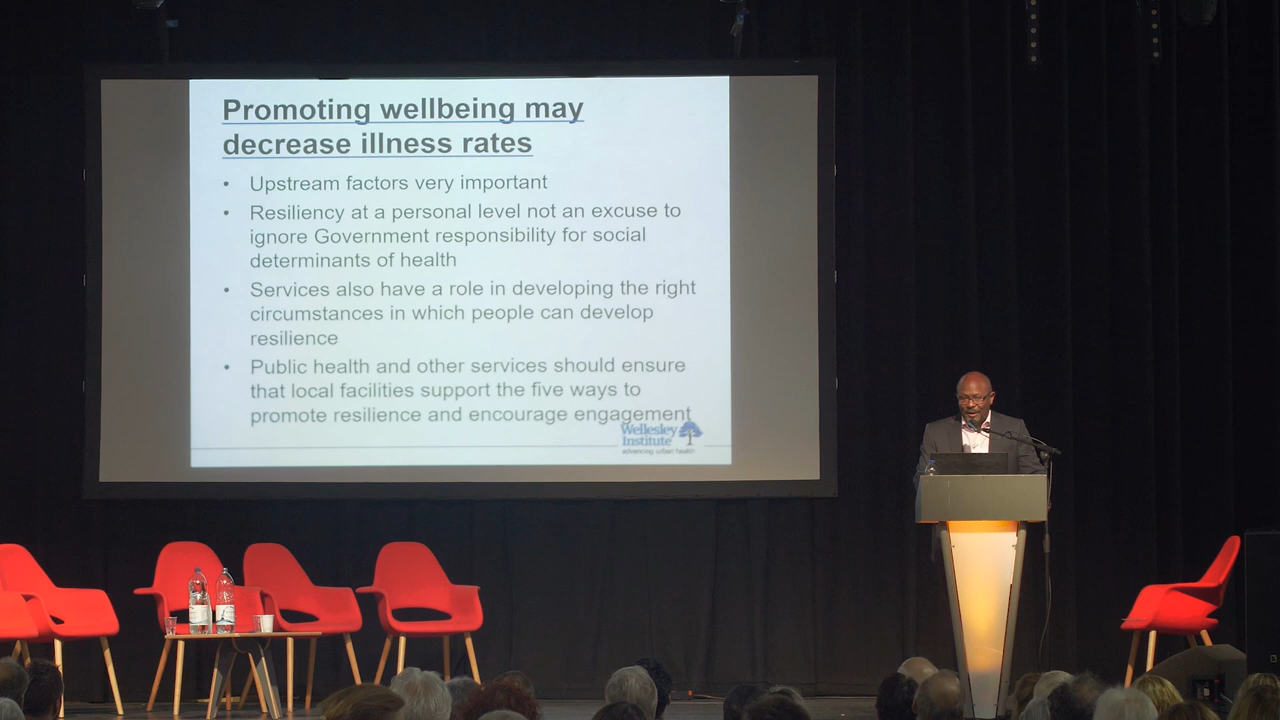 Promoting wellbeing may
decrease illness rates
• Upstream factors very important
• Resiliency at a personal level not an excuse to
ignore Government responsibility for social
determinants of health
• Services also have a role in developing the right
circumstances in which people can develop
resilience
• Public health and other services should ensure
that local facilities support the five ways to
promote resilience and encourage engagement
Wellesley
Institute
advancing urban health